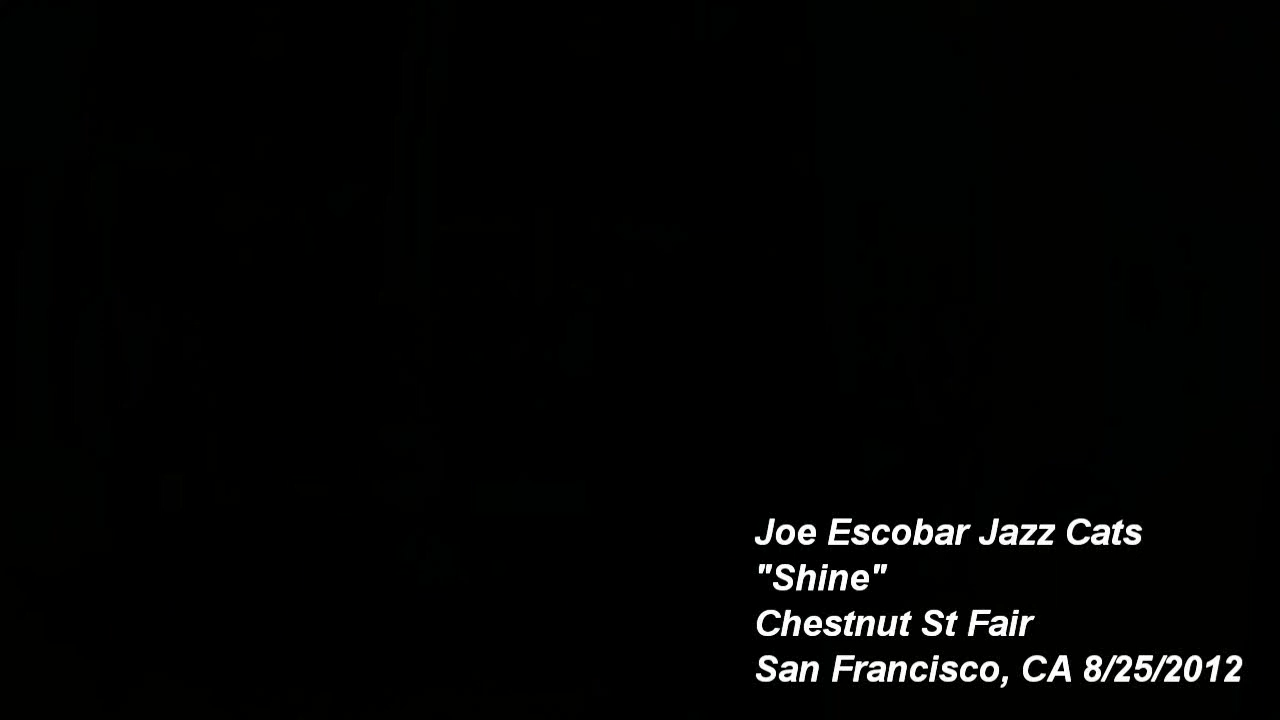 Joe Escobar Jazz Cats
"Shine"
Chestnut St Fair
San Francisco, CA 8/25/2012